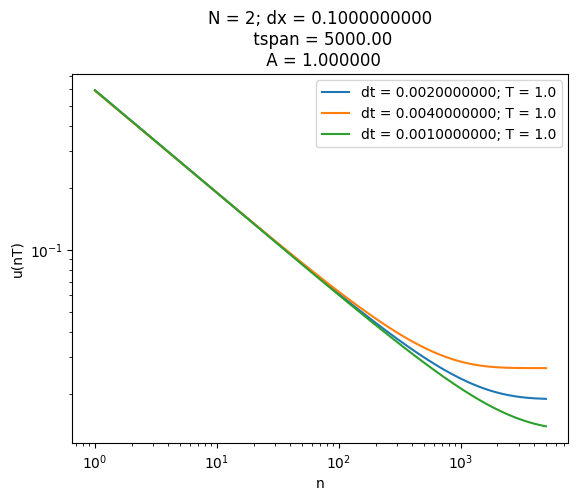 N = 2; dx = 0.1000000000
tspan = 5000.00
A = 1.000000
dt = 0.0020000000; T = 1.0
dt = 0.0040000000; T = 1.0
dt = 0.0010000000; T = 1.0
u(nT)
10⁻¹
10⁰ 10¹ 10² 10³
n